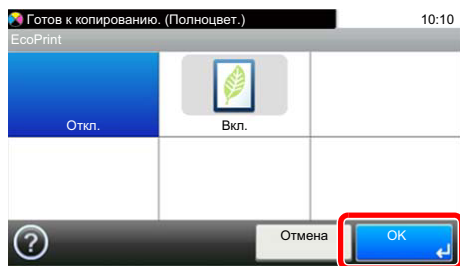 Готов к копированию. (Полноцвет.) 10:10
EcoPrint
Откл. Вкл.
? Отмена OK